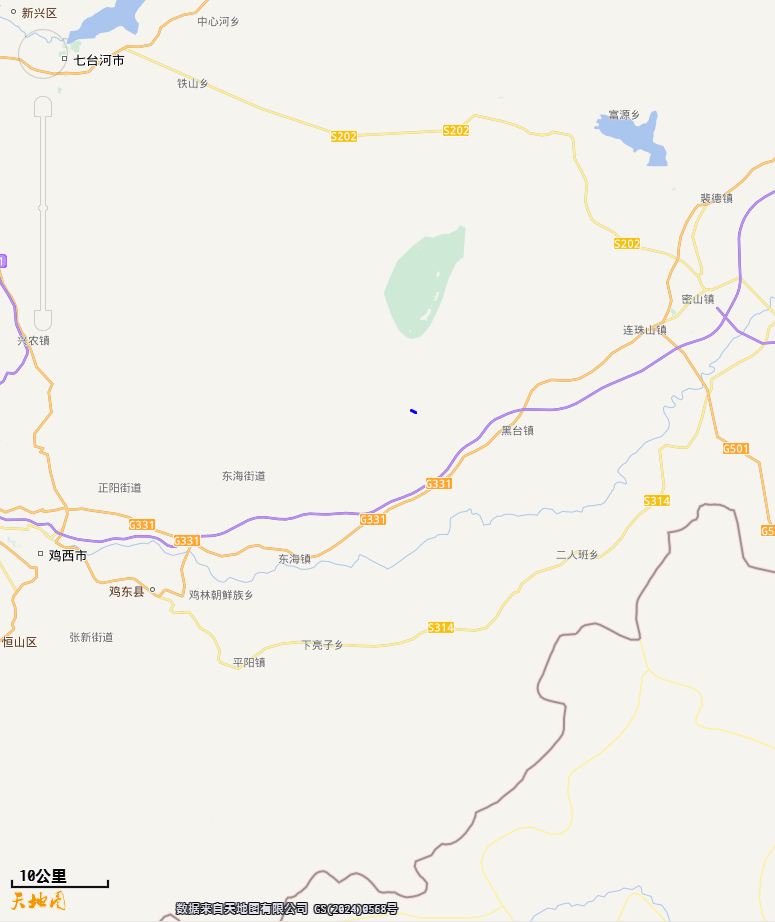 新兴区
中心河乡
七台河市
铁山乡
富源乡
S202
S202
裴德镇
S202
密山镇
连珠山镇
兴农镇
黑台镇
G501
东海街道
正阳街道
G331
S314
G331
G331
G331
鸡西市
东海镇
二人班乡
鸡东县
鸡林朝鲜族乡
S314
张新街道
恒山区
下亮子乡
平阳镇
10公里
天地图
数据来自天地图有限公司 GS(2024)0568号